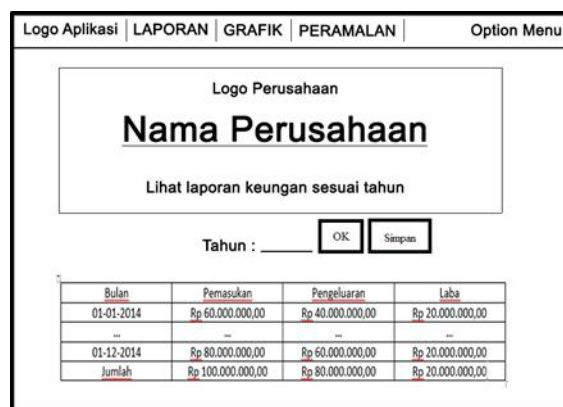 Logo Aplikasi LAPORAN GRAFIK PERAMALAN Option Menu
Logo Perusahaan
Nama Perusahaan
Lihat laporan keungan sesuai tahun
Tahun : ______ OK Simpan
Bulan Pemasukan Pengeluaran Laba
01-01-2014 Rp 60.000.000,00 Rp 40.000.000,00 Rp 20.000.000,00
... ... ... ...
01-12-2014 Rp 80.000.000,00 Rp 60.000.000,00 Rp 20.000.000,00
Jumlah Rp 100.000.000,00 Rp 80.000.000,00 Rp 20.000.000,00